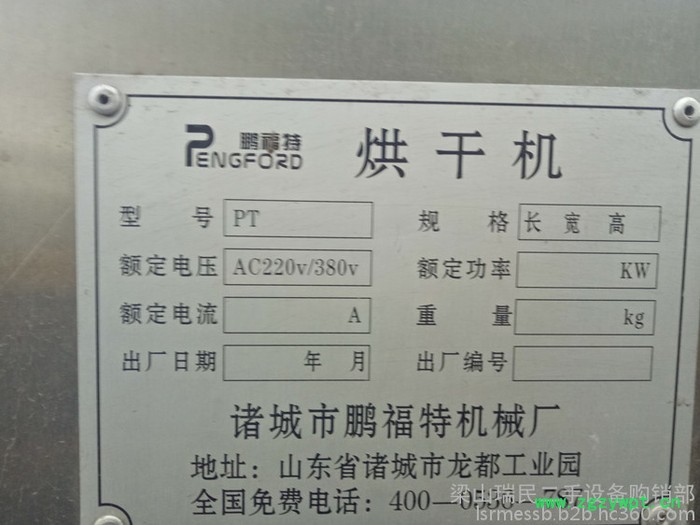 PENGFORD 鹏福特 烘干机
型号 PT 规格 长 宽 高
额定电压 AC220v/380v 额定功率 KW
额定电流 A 重量 kg
出厂日期 年 月 出厂编号
诸城市鹏福特机械厂
地址：山东省诸城市龙都工业园
梁山瑞民二手设备购销部
全国免费电话：400—
lsrmessb.b2b.hc360.com